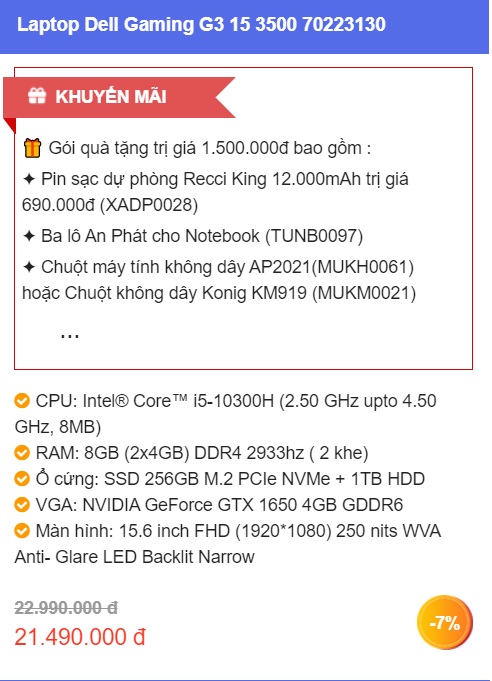 Laptop Dell Gaming G3 15 3500 70223130
KHUYẾN MÃI
Gói quà tặng trị giá 1.500.000đ bao gồm :
✦ Pin sạc dự phòng Recci King 12.000mAh trị giá
690.000đ (XADP0028)
✦ Ba lô An Phát cho Notebook (TUNB0097)
✦ Chuột máy tính không dây AP2021(MUKH0061)
hoặc Chuột không dây Konig KM919 (MUKM0021)
...
CPU: Intel® Core™ i5-10300H (2.50 GHz upto 4.50
GHz, 8MB)
RAM: 8GB (2x4GB) DDR4 2933hz ( 2 khe)
Ổ cứng: SSD 256GB M.2 PCIe NVMe + 1TB HDD
VGA: NVIDIA GeForce GTX 1650 4GB GDDR6
Màn hình: 15.6 inch FHD (1920*1080) 250 nits WVA
Anti- Glare LED Backlit Narrow
22.990.000 đ
21.490.000 đ
-7%